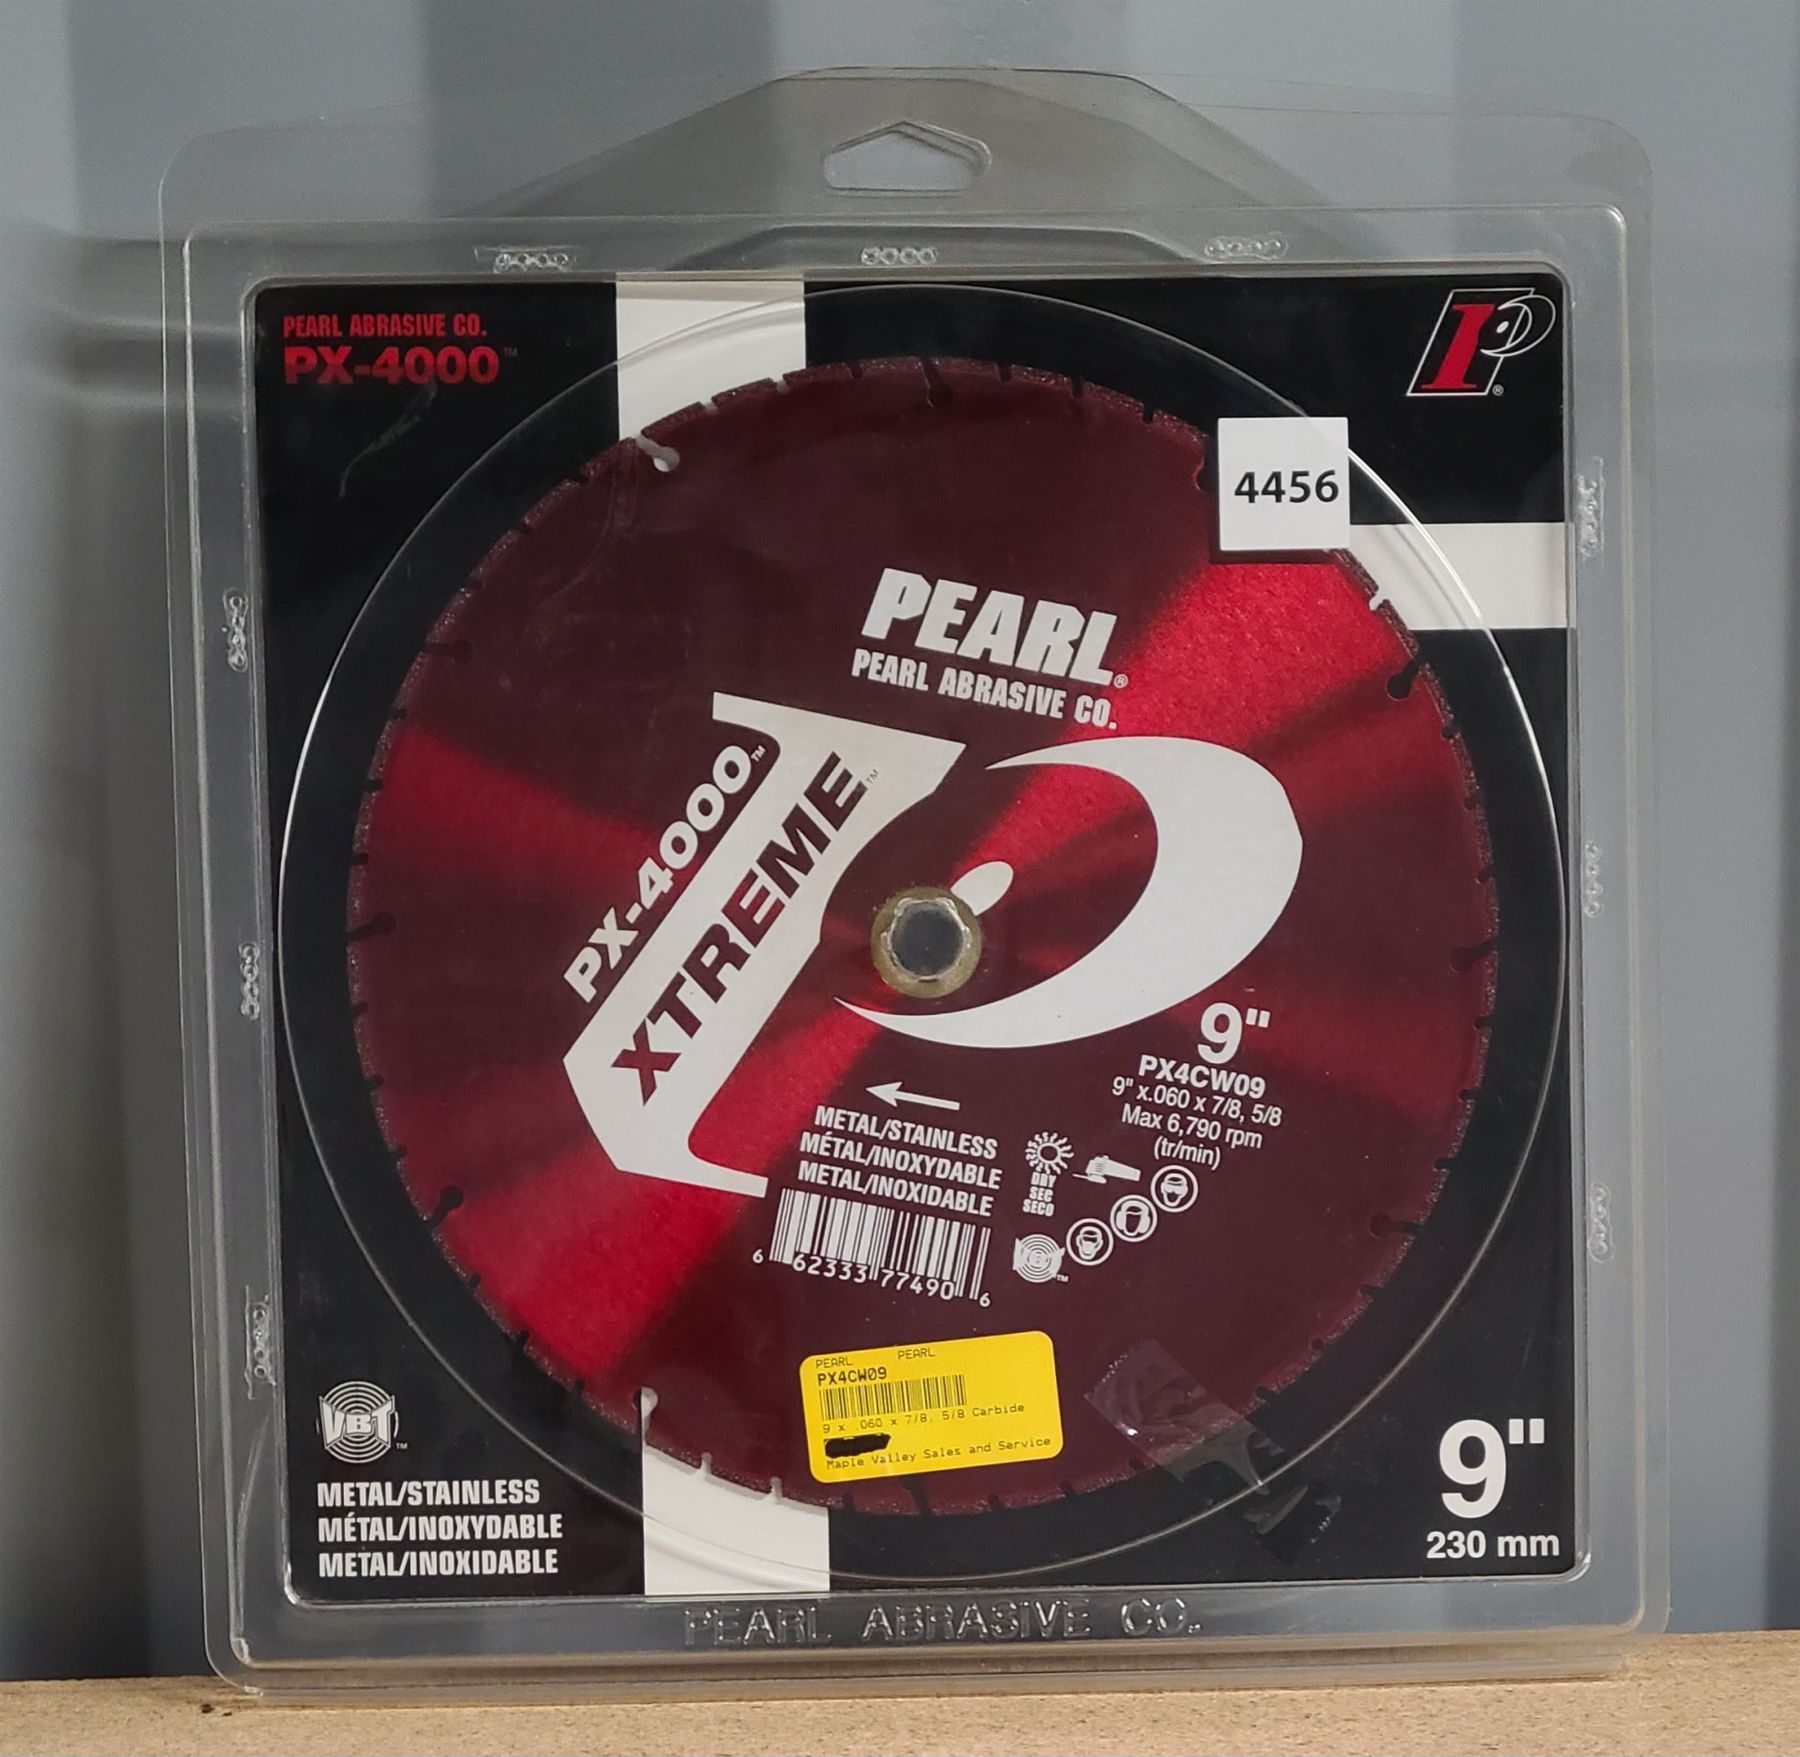 PEARL ABRASIVE CO.
PX-4000™
P®
4456
PEARL®
PEARL ABRASIVE CO.
PX-4000™
XTREME™
9"
PX4CW09
9" x.060 x 7/8, 5/8
Max 6,790 rpm
(tr/min)
METAL/STAINLESS
MÉTAL/INOXYDABLE
METAL/INOXIDABLE
DRY
SEC
SECO
6 62333 77490 6
VBT™
PEARL PEARL
PX4CW09
9 x .060 x 7/8, 5/8 Carbide
Maple Valley Sales and Service
VBT™
METAL/STAINLESS
MÉTAL/INOXYDABLE
METAL/INOXIDABLE
9"
230 mm
PEARL ABRASIVE CO.